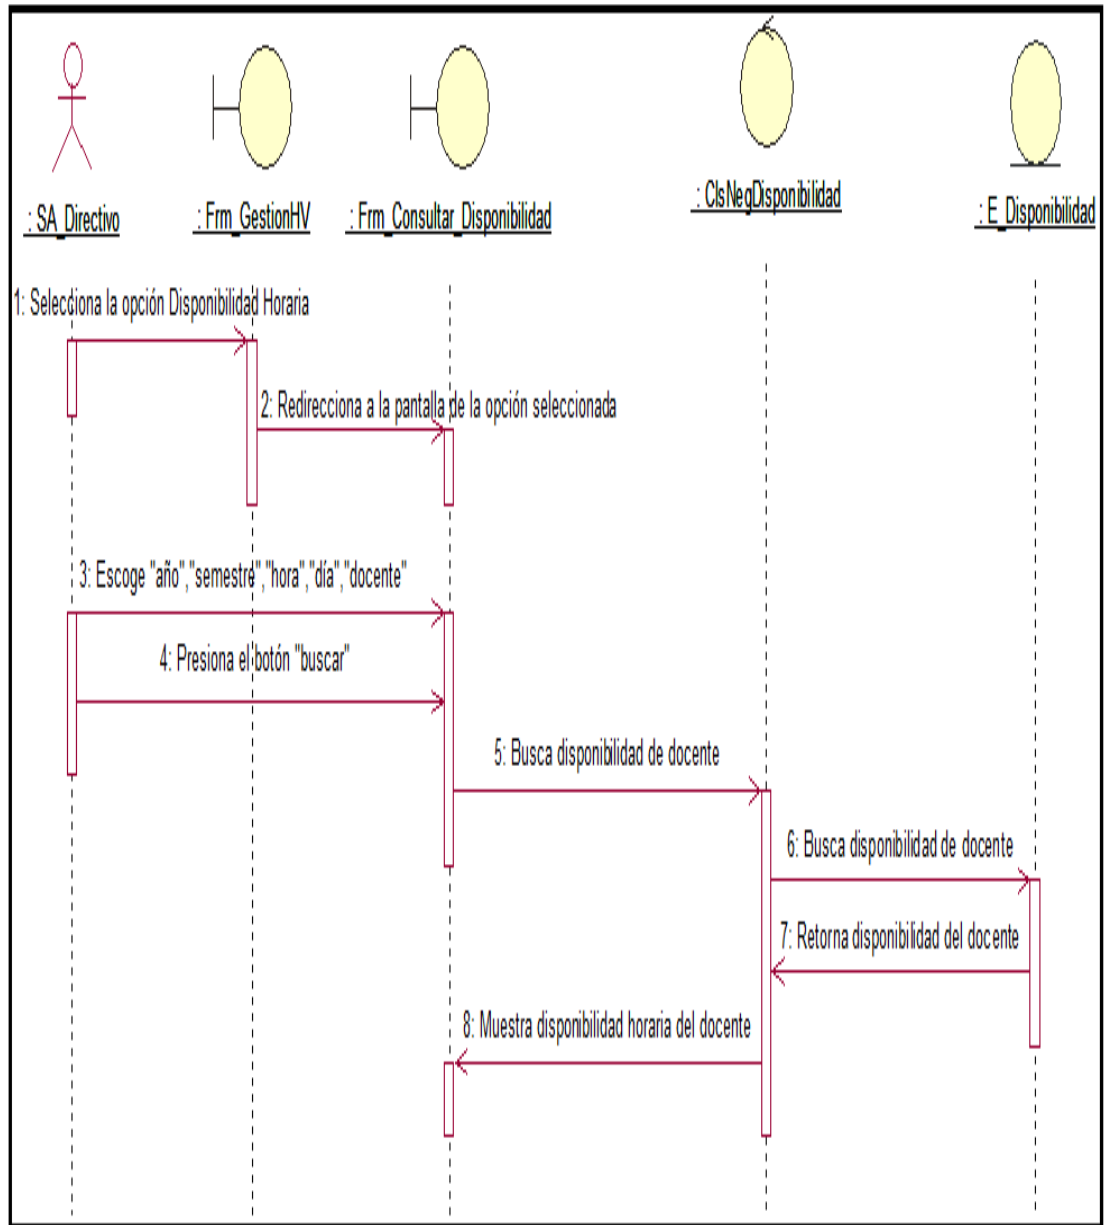 : SA_Directivo
: Frm_GestionHV
: Frm_Consultar_Disponibilidad
: ClsNegDisponibilidad
: E_Disponibilidad
1: Selecciona la opción Disponibilidad Horaria
2: Redirecciona a la pantalla de la opción seleccionada
3: Escoge "año","semestre","hora","día","docente"
4: Presiona el botón "buscar"
5: Busca disponibilidad de docente
6: Busca disponibilidad de docente
7: Retorna disponibilidad del docente
8: Muestra disponibilidad horaria del docente